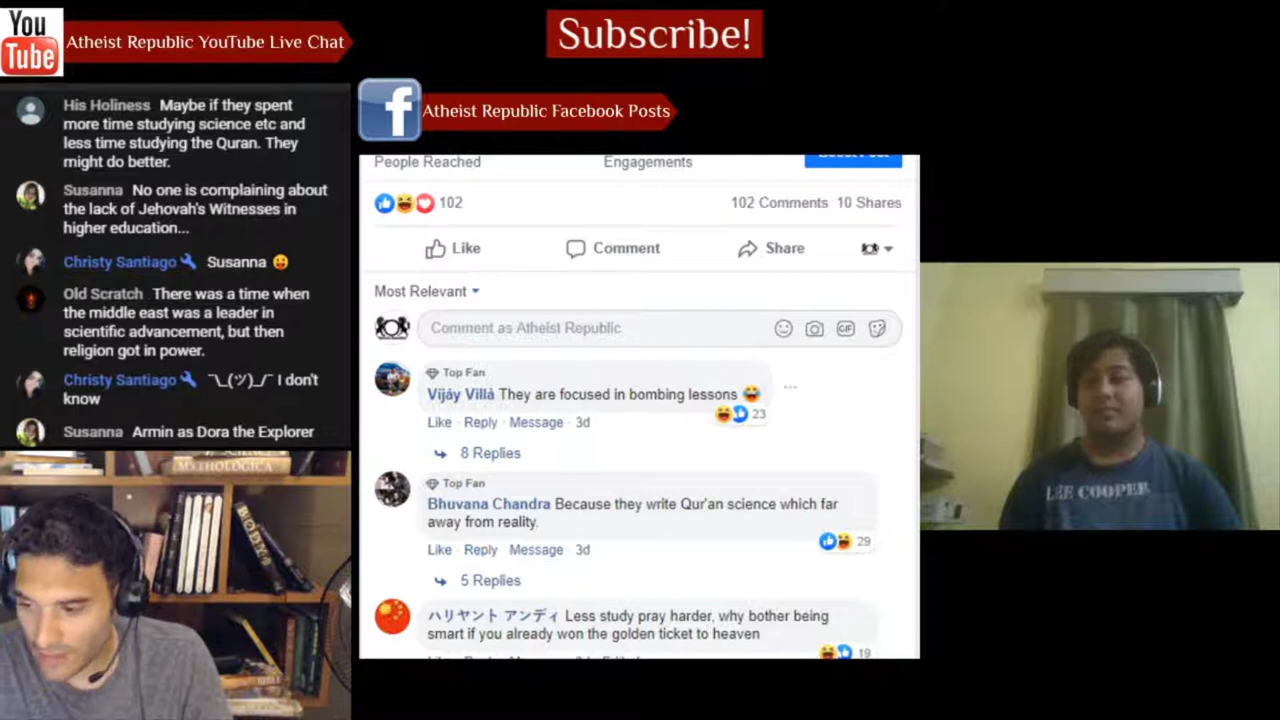 You
Tube
Atheist Republic YouTube Live Chat
Subscribe!
f
Atheist Republic Facebook Posts
His Holiness Maybe if they spent
more time studying science etc and
less time studying the Quran. They
might do better.
Susanna No one is complaining about
the lack of Jehovah's Witnesses in
higher education...
Christy Santiago Susanna 😛
Old Scratch There was a time when
the middle east was a leader in
scientific advancement, but then
religion got in power.
Christy Santiago ¯\_(ツ)_/¯ I don't
know
Susanna Armin as Dora the Explorer
People Reached
Engagements
102
102 Comments 10 Shares
Like
Comment
Share
Most Relevant
Comment as Atheist Republic
GIF
Top Fan
Vijáy Villá They are focused in bombing lessons 😂
23
Like · Reply · Message · 3d
8 Replies
Top Fan
Bhuvana Chandra Because they write Qur'an science which far
away from reality.
29
Like · Reply · Message · 3d
5 Replies
ハリヤント アンディ Less study pray harder, why bother being
smart if you already won the golden ticket to heaven
19
MYTHOLOGICA
BODY
LEE COOPER